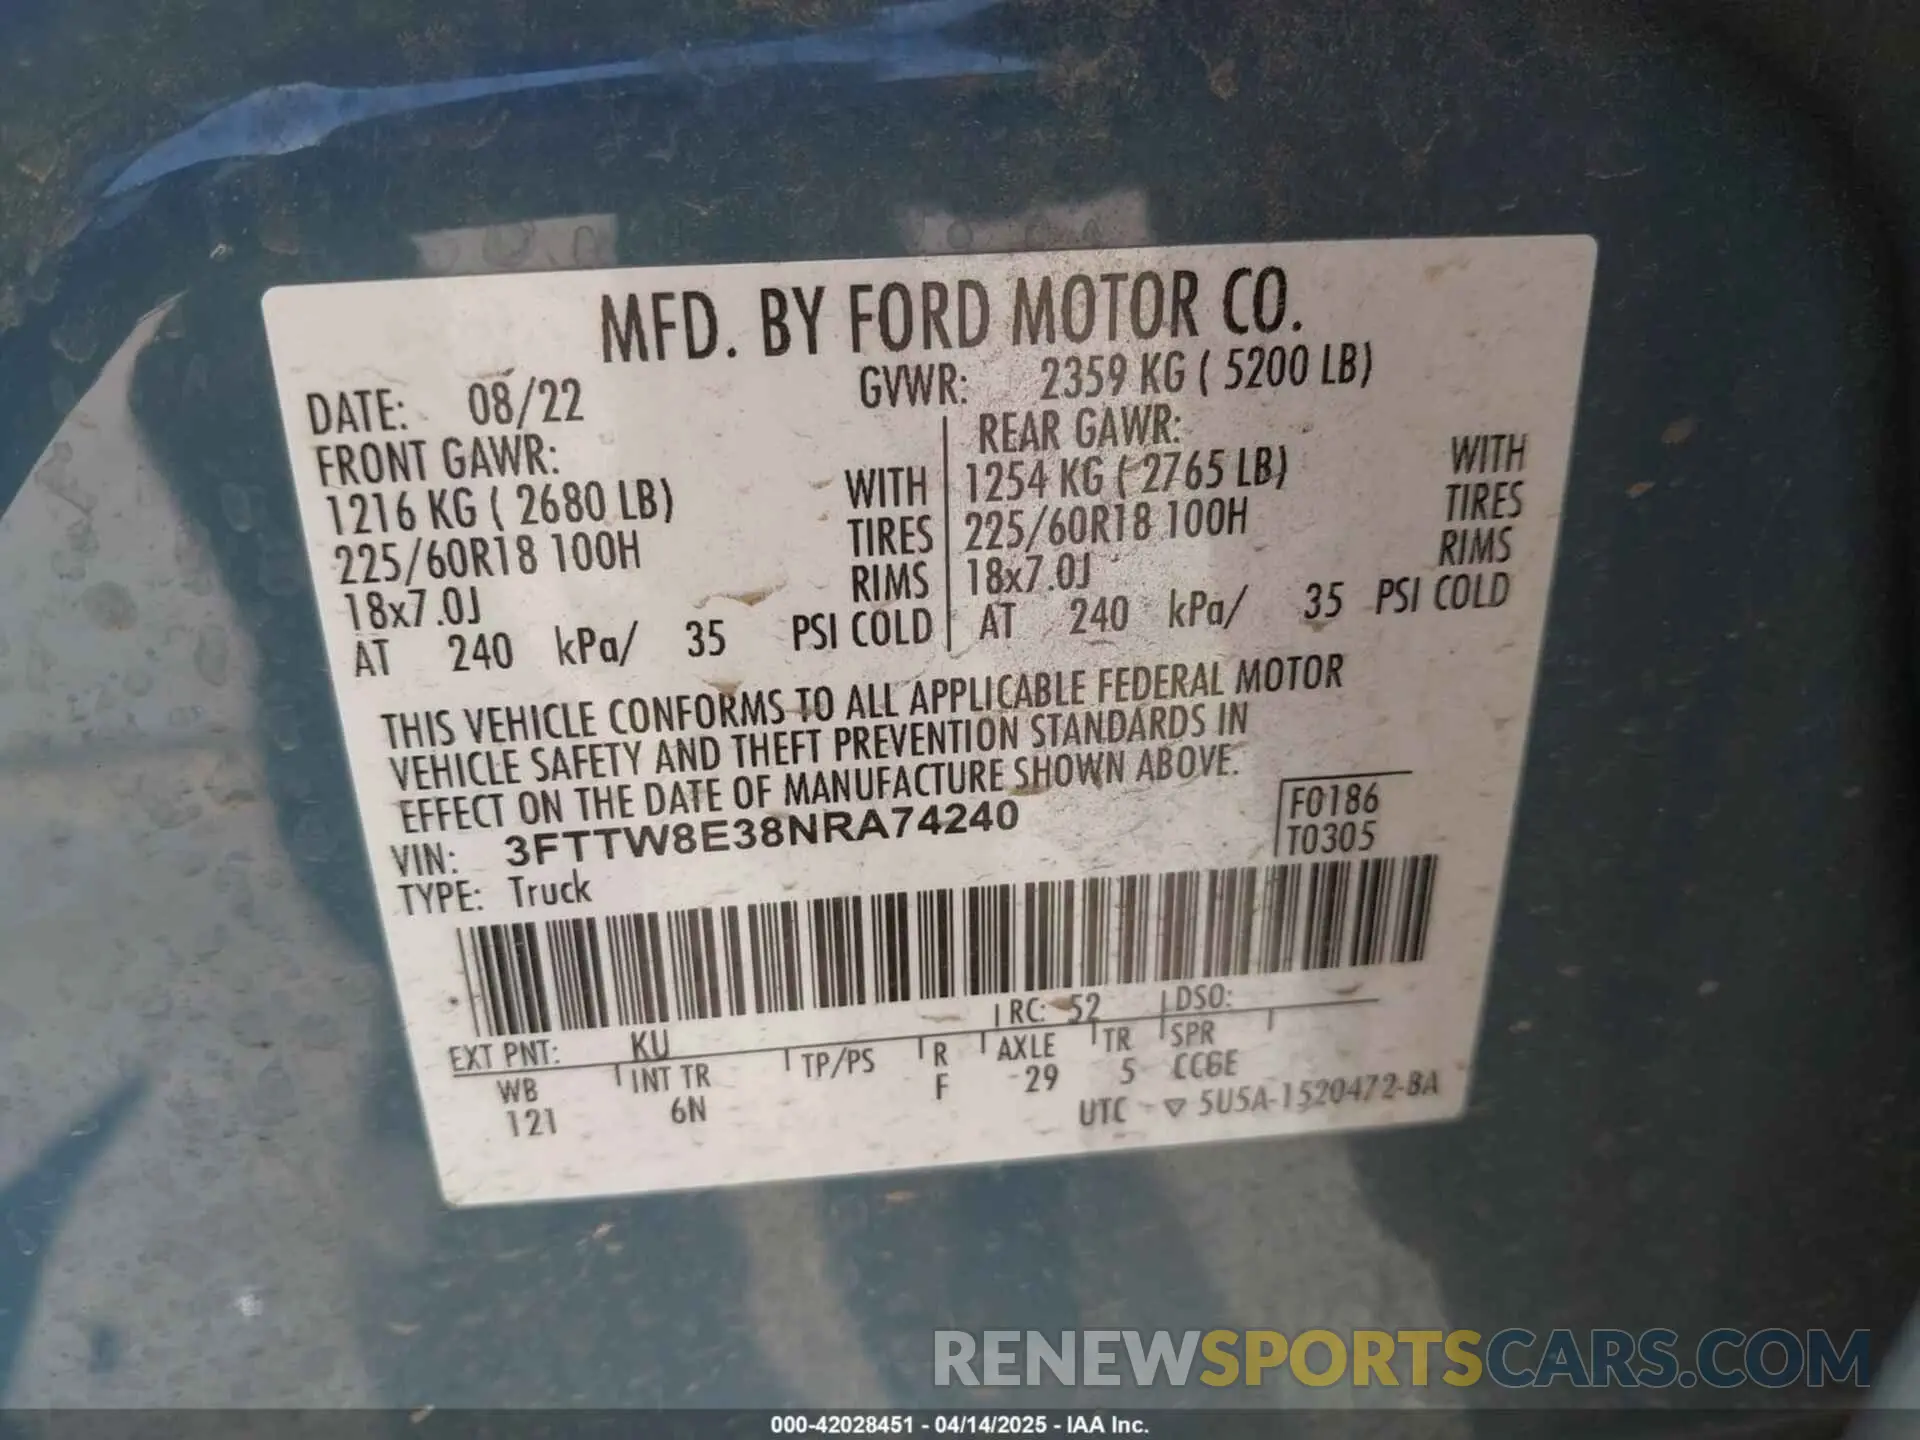 MFD. BY FORD MOTOR CO.
DATE: 08/22 GVWR: 2359 KG ( 5200 LB)
FRONT GAWR: REAR GAWR:
1216 KG ( 2680 LB) WITH 1254 KG ( 2765 LB) WITH
225/60R18 100H TIRES 225/60R18 100H TIRES
18x7.0J RIMS 18x7.0J RIMS
AT 240 kPa/ 35 PSI COLD AT 240 kPa/ 35 PSI COLD
THIS VEHICLE CONFORMS TO ALL APPLICABLE FEDERAL MOTOR
VEHICLE SAFETY AND THEFT PREVENTION STANDARDS IN
EFFECT ON THE DATE OF MANUFACTURE SHOWN ABOVE.
VIN: 3FTTW8E38NRA74240 F0186
TYPE: Truck T0305
EXT PNT: KU RC: 52 DSO:
WB INT TR TP/PS R AXLE TR SPR
121 6N F 29 5 CCGE
UTC ▽ 5U5A-1520472-BA
RENEWSPORTSCARS.COM
000-42028451 - 04/14/2025 - IAA Inc.